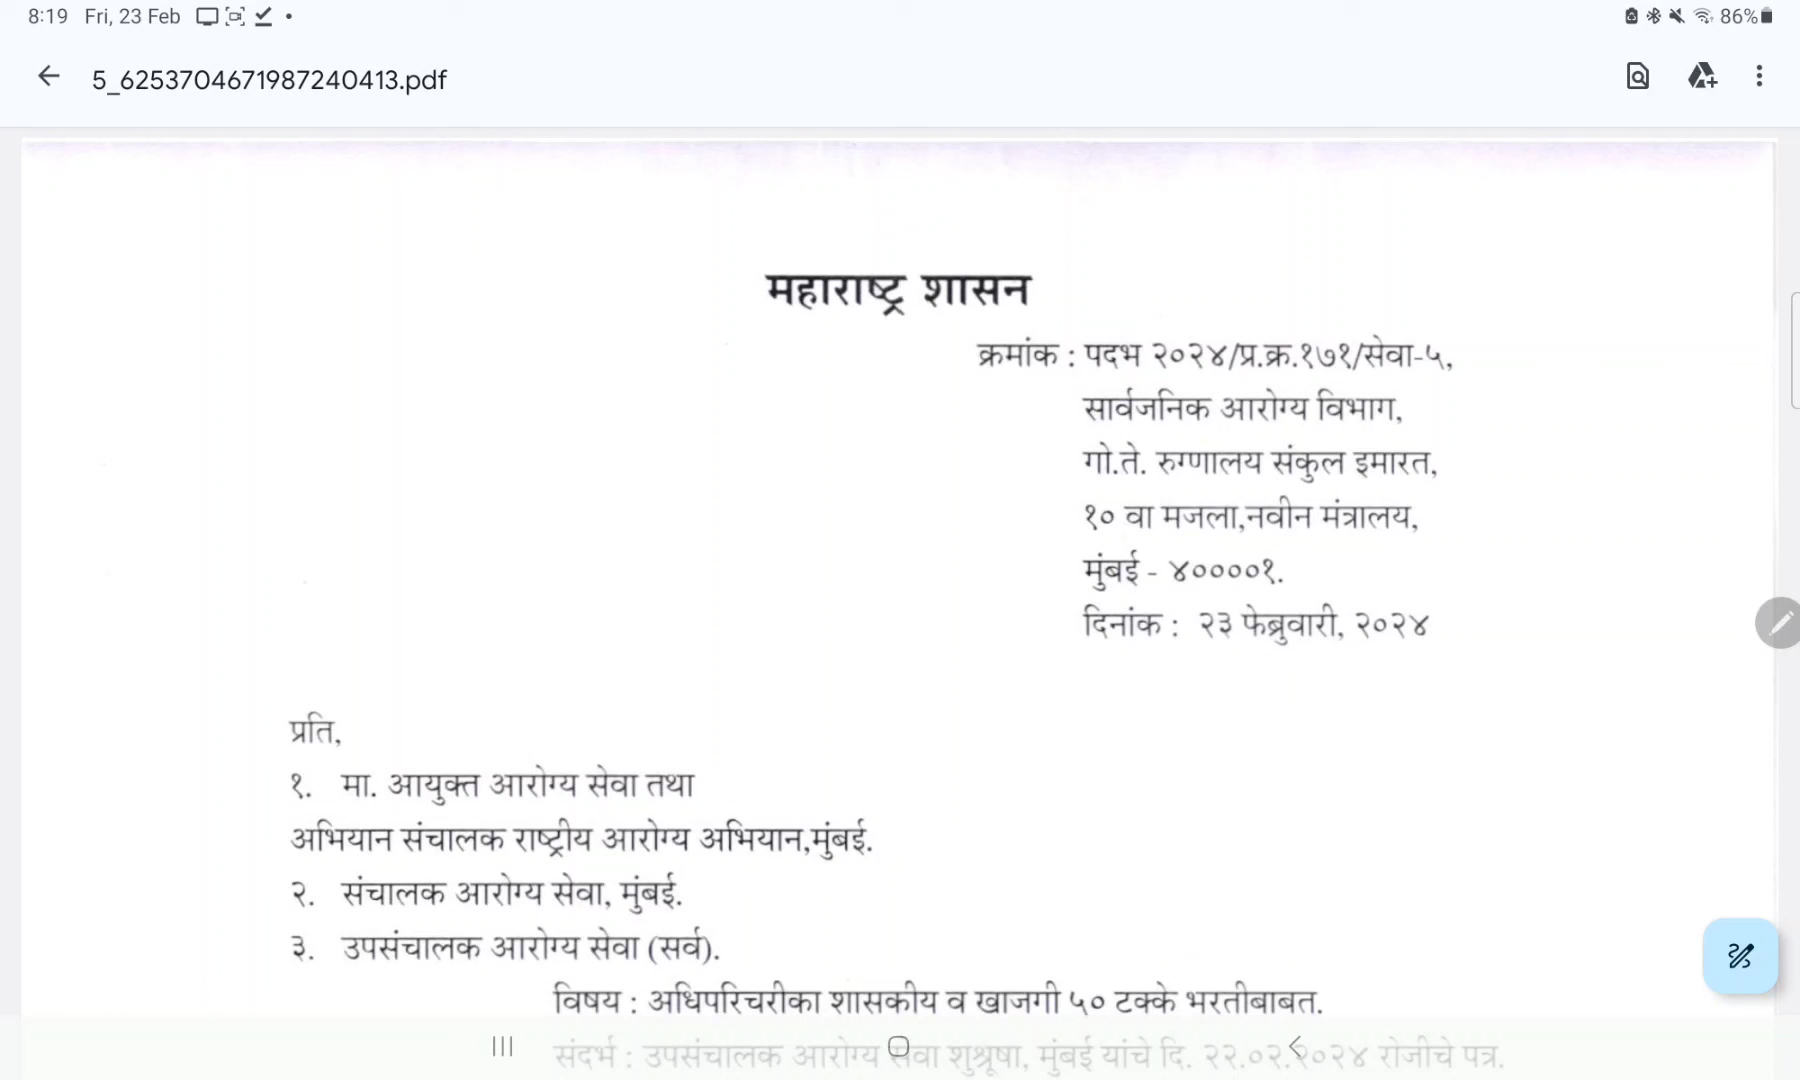 8:19 Fri, 23 Feb 86%
5_6253704671987240413.pdf
महाराष्ट्र शासन
क्रमांक : पदभ २०२४/प्र.क्र.१७१/सेवा-५,
सार्वजनिक आरोग्य विभाग,
गो.ते. रुग्णालय संकुल इमारत,
१० वा मजला,नवीन मंत्रालय,
मुंबई - ४००००१.
दिनांक : २३ फेब्रुवारी, २०२४
प्रति,
१. मा. आयुक्त आरोग्य सेवा तथा
अभियान संचालक राष्ट्रीय आरोग्य अभियान,मुंबई.
२. संचालक आरोग्य सेवा, मुंबई.
३. उपसंचालक आरोग्य सेवा (सर्व).
विषय : अधिपरिचरीका शासकीय व खाजगी ५० टक्के भरतीबाबत.
संदर्भ : उपसंचालक आरोग्य सेवा शुश्रूषा, मुंबई यांचे दि. २२.०२.२०२४ रोजीचे पत्र.